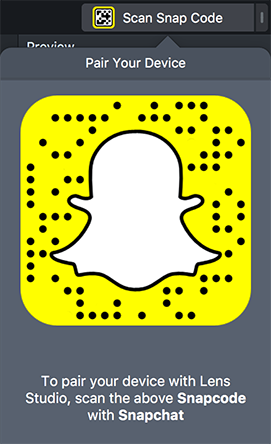 Scan Snap Code
Preview
Pair Your Device
To pair your device with Lens
Studio, scan the above Snapcode
with Snapchat